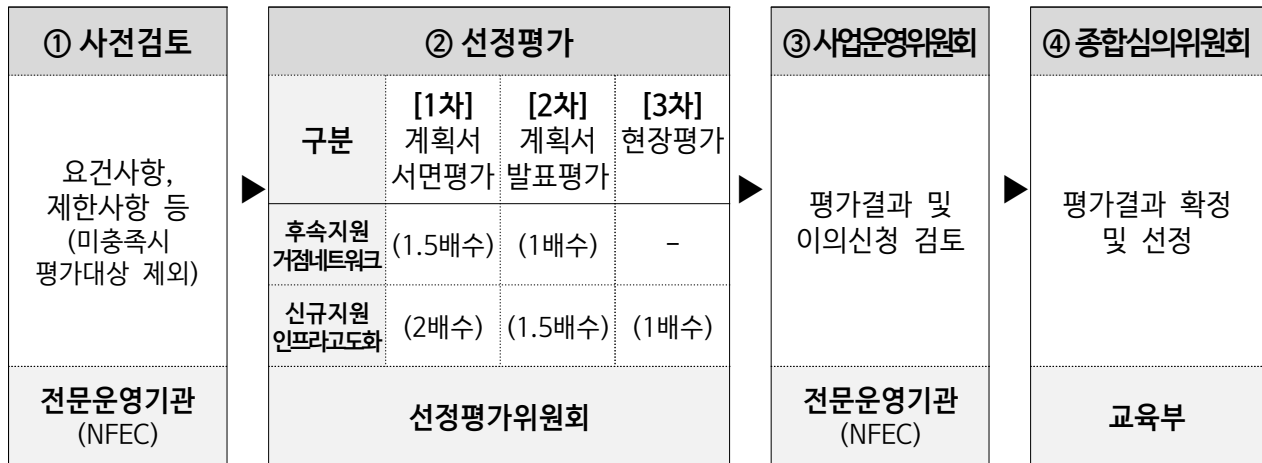 ① 사전검토
요건사항,
제한사항 등
(미충족시
평가대상 제외)
전문운영기관
(NFEC)
▶
② 선정평가
구분
[1차]
계획서
서면평가
[2차]
계획서
발표평가
[3차]
현장평가
후속지원
거점네트워크
(1.5배수)
(1배수)
-
신규지원
인프라고도화
(2배수)
(1.5배수)
(1배수)
선정평가위원회
▶
③ 사업운영위원회
평가결과 및
이의신청 검토
전문운영기관
(NFEC)
▶
④ 종합심의위원회
평가결과 확정
및 선정
교육부